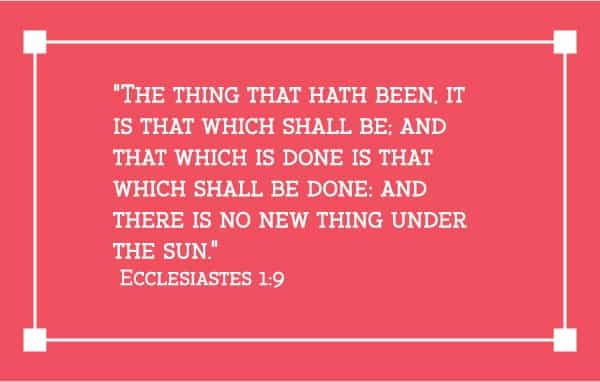 "The thing that hath been, it
is that which shall be; and
that which is done is that
which shall be done: and
there is no new thing under
the sun."
Ecclesiastes 1:9